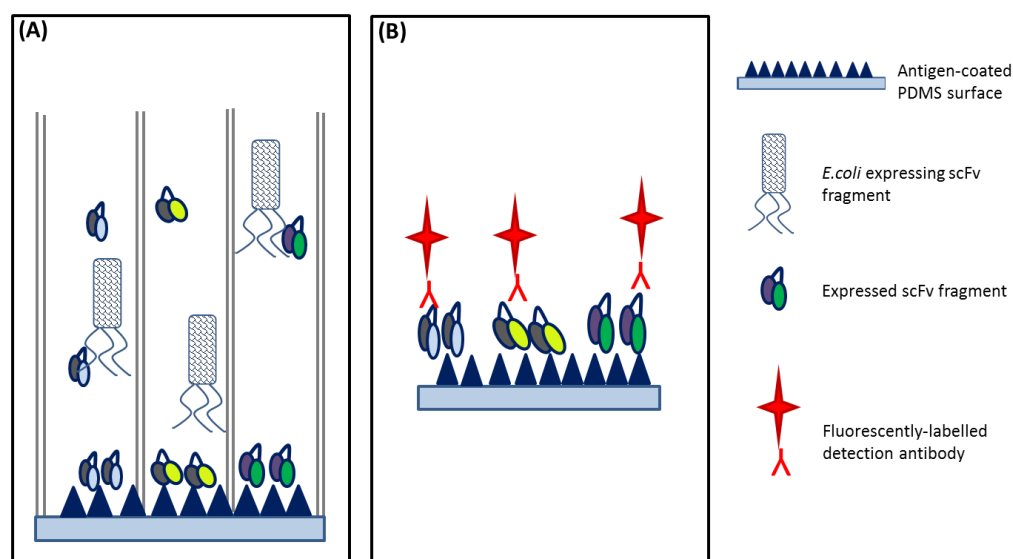 (A)
(B)
Antigen-coated
PDMS surface
E.coli expressing scFv
fragment
Expressed scFv fragment
Fluorescently-labelled
detection antibody